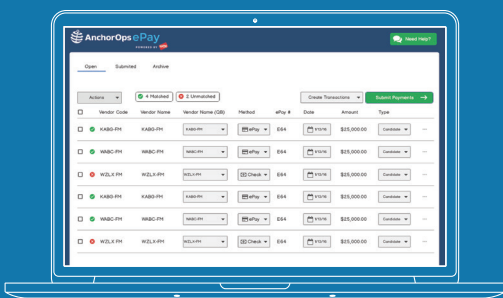 AnchorOps ePay
POWERED BY
Need Help?
Open Submitted Archive
Actions 4 Matched 2 Unmatched Create Transactions Submit Payments →
Vendor Code Vendor Name Vendor Name (QB) Method ePay # Date Amount Type
KABG-FM KABG-FM KABG-FM ePay E64 $25,000.00 Candidate
WABC-FM WABC-FM WABC-FM ePay E64 $25,000.00 Candidate
WZLX FM WZLX-FM WZLX-FM Check E64 $25,000.00 Candidate
KABG-FM KABG-FM KABG-FM ePay E64 $25,000.00 Candidate
WABC-FM WABC-FM WABC-FM ePay E64 $25,000.00 Candidate
WZLX FM WZLX-FM WZLX-FM Check E64 $25,000.00 Candidate